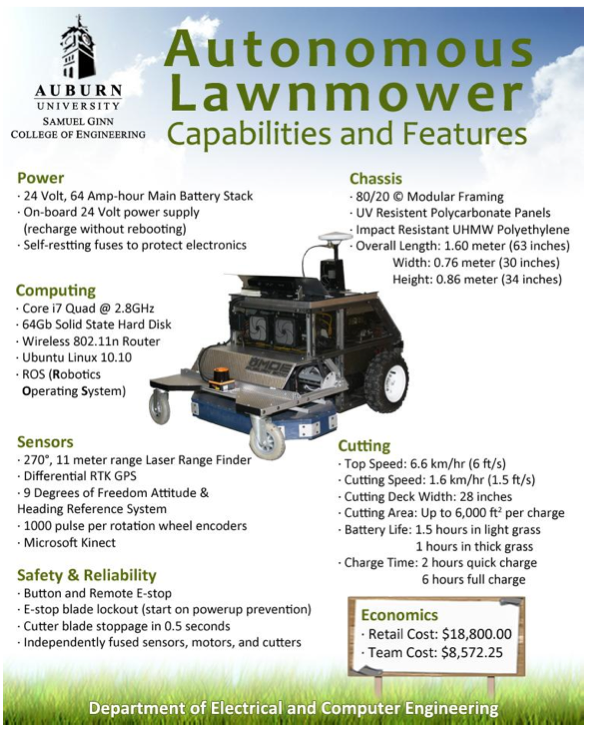 AUBURN
UNIVERSITY
SAMUEL GINN
COLLEGE OF ENGINEERING
Autonomous
Lawnmower
Capabilities and Features
Power
· 24 Volt, 64 Amp-hour Main Battery Stack
· On-board 24 Volt power supply
(recharge without rebooting)
· Self-restting fuses to protect electronics
Computing
· Core i7 Quad @ 2.8GHz
· 64Gb Solid State Hard Disk
· Wireless 802.11n Router
· Ubuntu Linux 10.10
· ROS (Robotics
Operating System)
Sensors
· 270°, 11 meter range Laser Range Finder
· Differential RTK GPS
· 9 Degrees of Freedom Attitude &
Heading Reference System
· 1000 pulse per rotation wheel encoders
· Microsoft Kinect
Safety & Reliability
· Button and Remote E-stop
· E-stop blade lockout (start on powerup prevention)
· Cutter blade stoppage in 0.5 seconds
· Independently fused sensors, motors, and cutters
Chassis
· 80/20 © Modular Framing
· UV Resistent Polycarbonate Panels
· Impact Resistant UHMW Polyethylene
· Overall Length: 1.60 meter (63 inches)
Width: 0.76 meter (30 inches)
Height: 0.86 meter (34 inches)
Cutting
· Top Speed: 6.6 km/hr (6 ft/s)
· Cutting Speed: 1.6 km/hr (1.5 ft/s)
· Cutting Deck Width: 28 inches
· Cutting Area: Up to 6,000 ft² per charge
· Battery Life: 1.5 hours in light grass
1 hours in thick grass
· Charge Time: 2 hours quick charge
6 hours full charge
Economics
· Retail Cost: $18,800.00
· Team Cost: $8,572.25
Department of Electrical and Computer Engineering